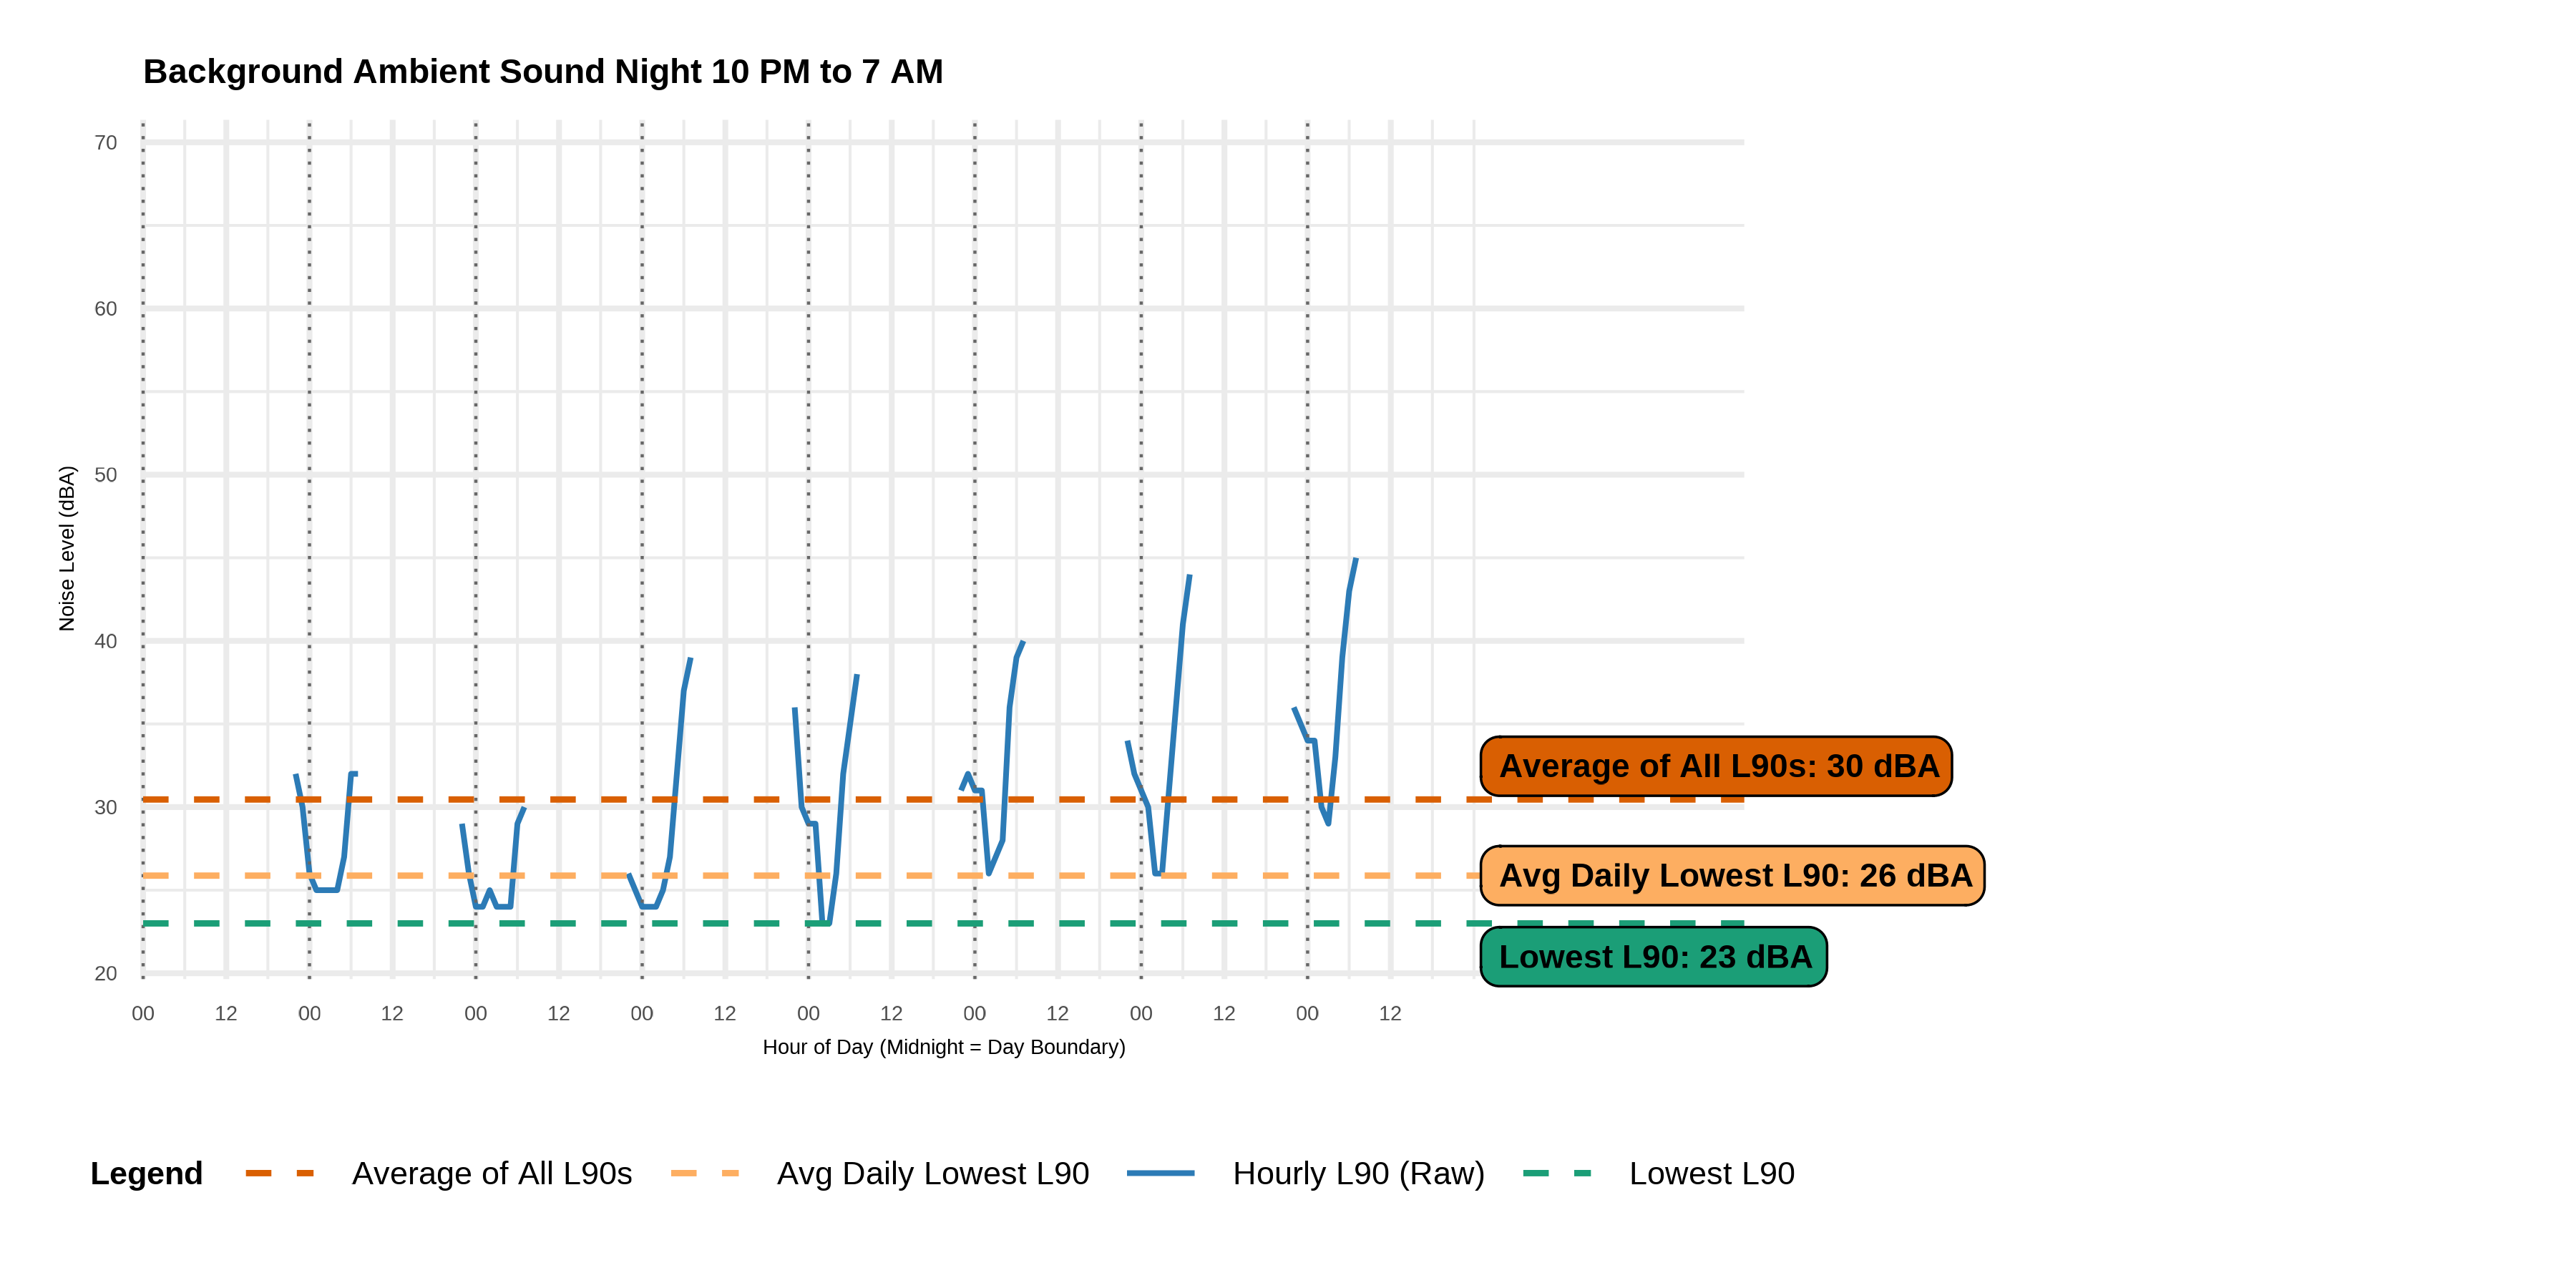 Background Ambient Sound Night 10 PM to 7 AM
70
60
50
40
30
20
Noise Level (dBA)
Average of All L90s: 30 dBA
Avg Daily Lowest L90: 26 dBA
Lowest L90: 23 dBA
00 12 00 12 00 12 00 12 00 12 00 12 00 12 00 12
Hour of Day (Midnight = Day Boundary)
Legend Average of All L90s Avg Daily Lowest L90 Hourly L90 (Raw) Lowest L90